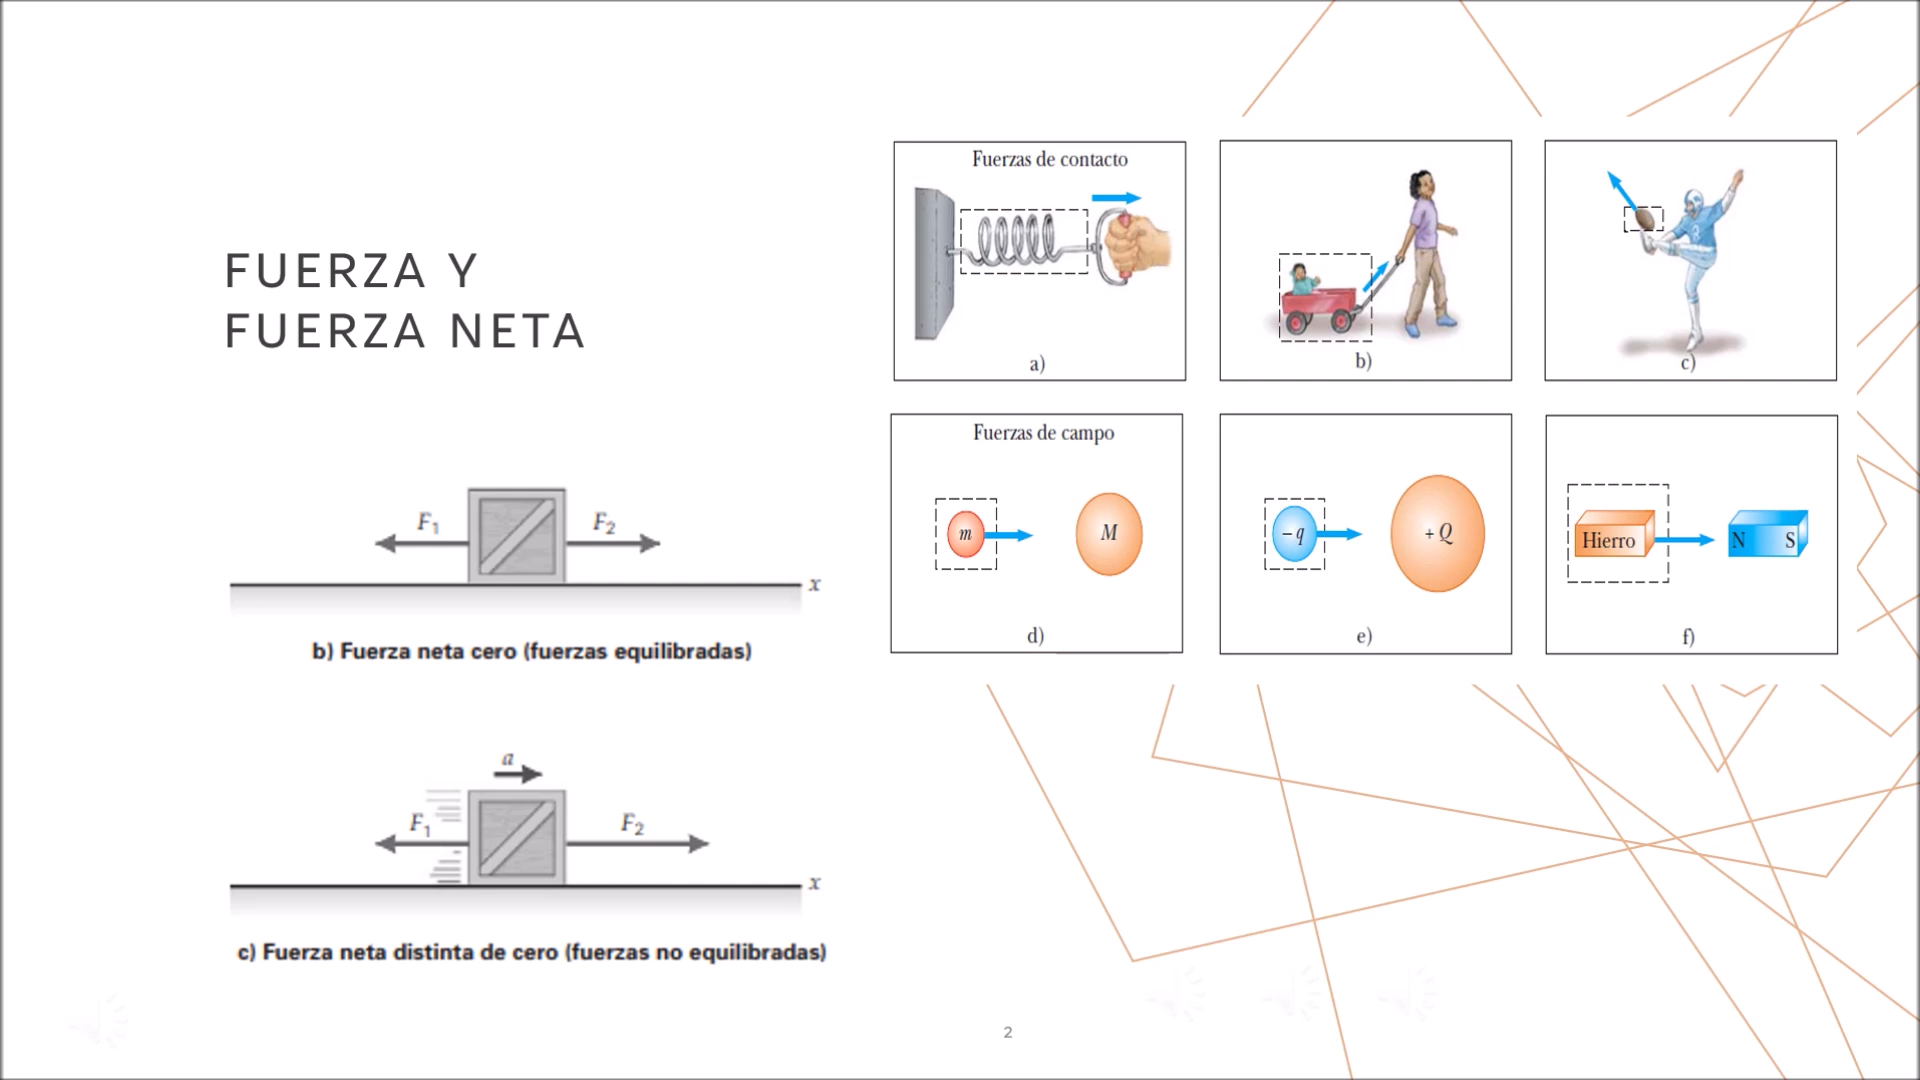 FUERZA Y
FUERZA NETA
F1
F2
x
b) Fuerza neta cero (fuerzas equilibradas)
a
F1
F2
x
c) Fuerza neta distinta de cero (fuerzas no equilibradas)
Fuerzas de contacto
a)
b)
c)
Fuerzas de campo
m
M
d)
– q
+ Q
e)
Hierro
N S
f)
2